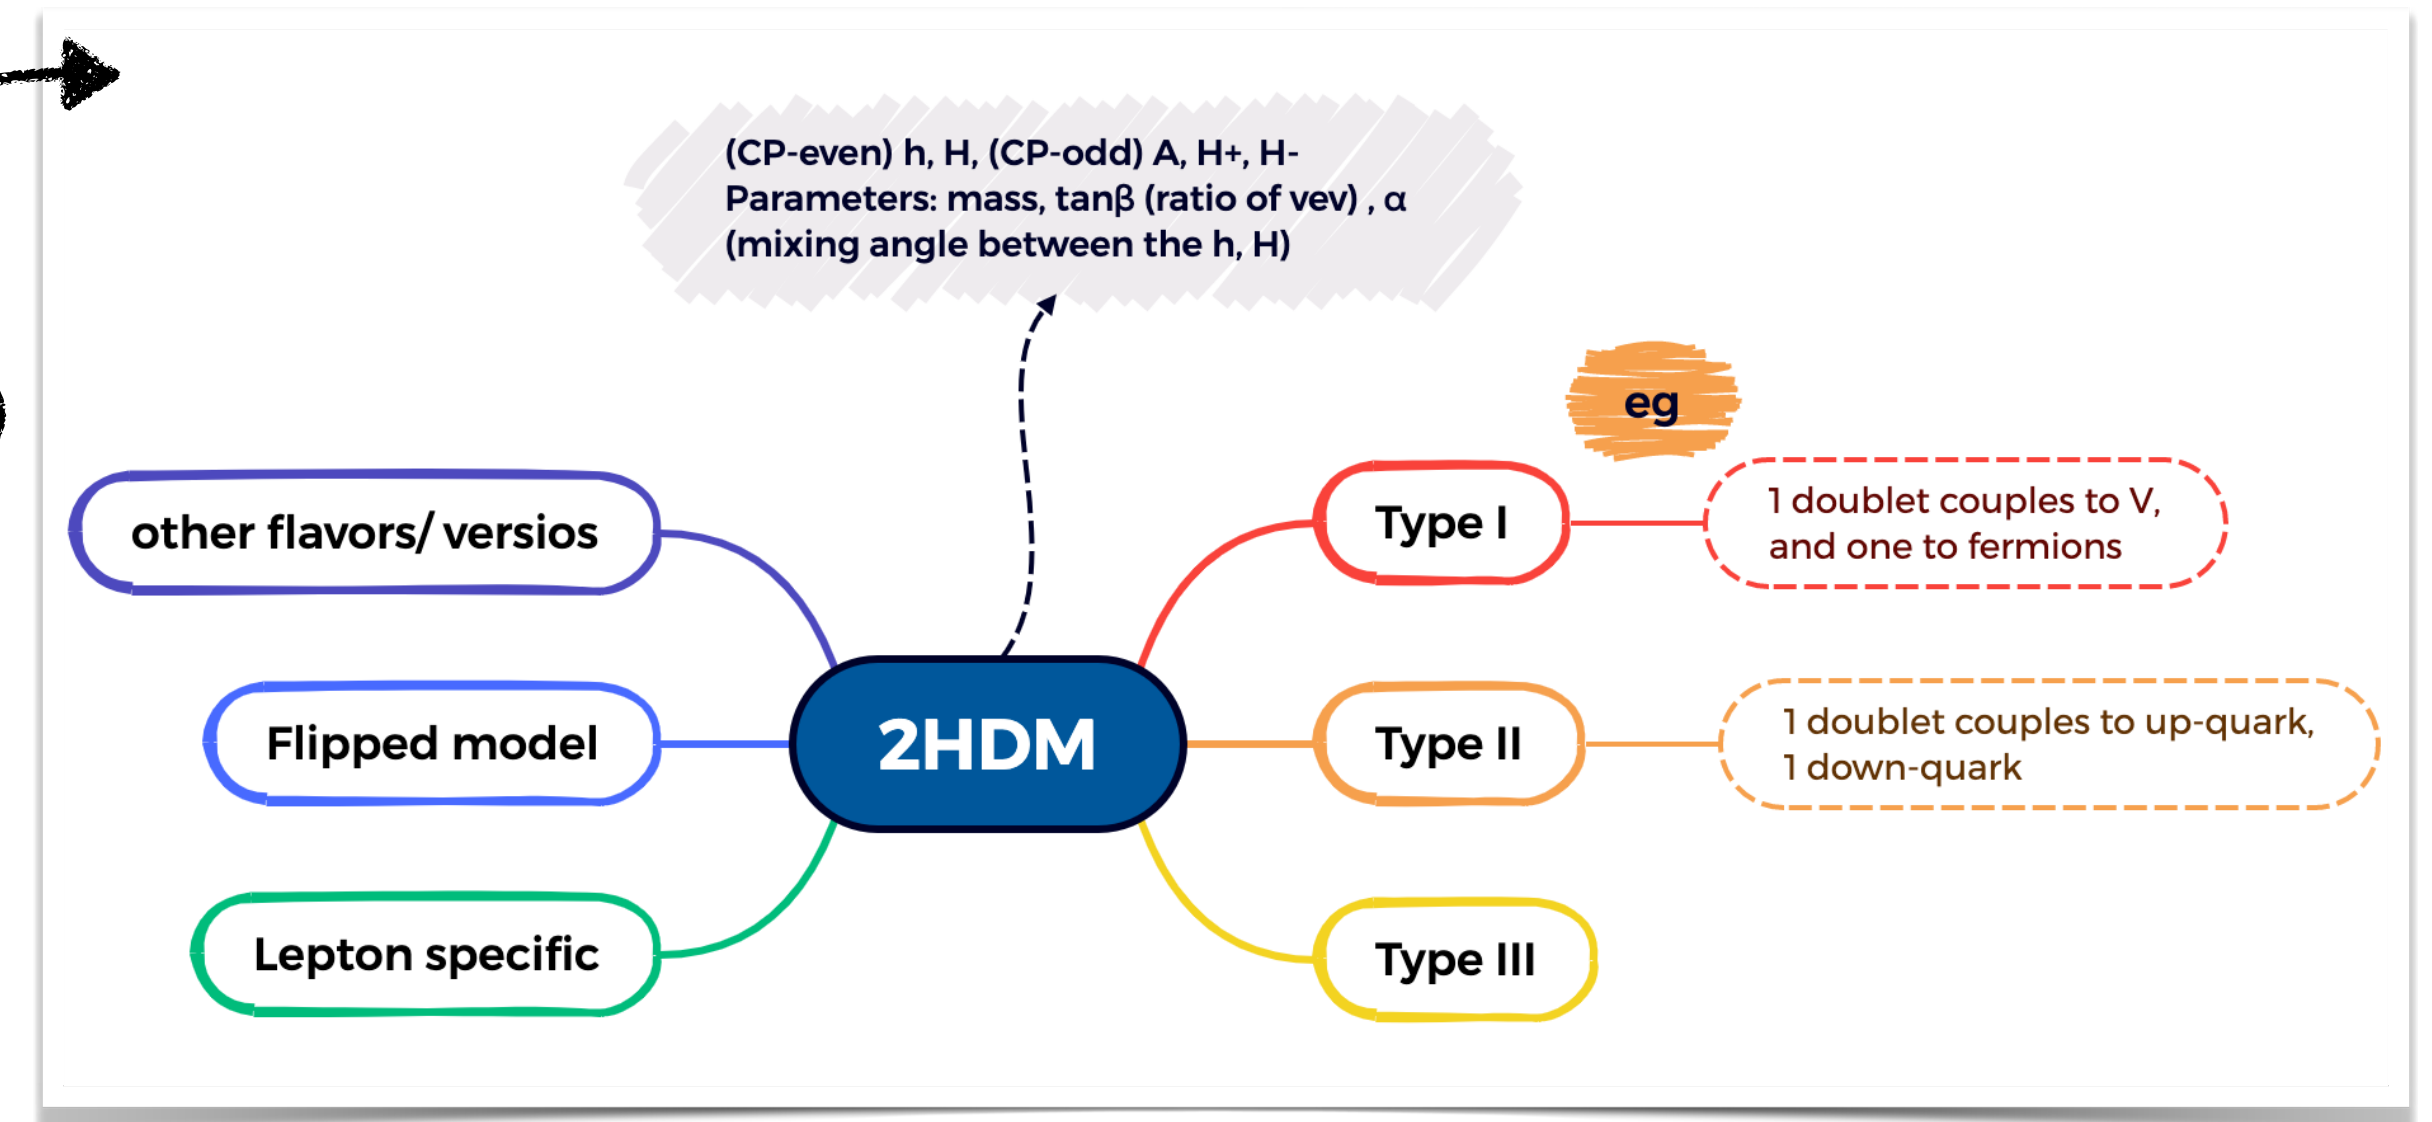 (CP-even) h, H, (CP-odd) A, H+, H-
Parameters: mass, tanβ (ratio of vev) , α
(mixing angle between the h, H)
eg
other flavors/ versios
Flipped model
Lepton specific
2HDM
Type I
1 doublet couples to V,
and one to fermions
Type II
1 doublet couples to up-quark,
1 down-quark
Type III